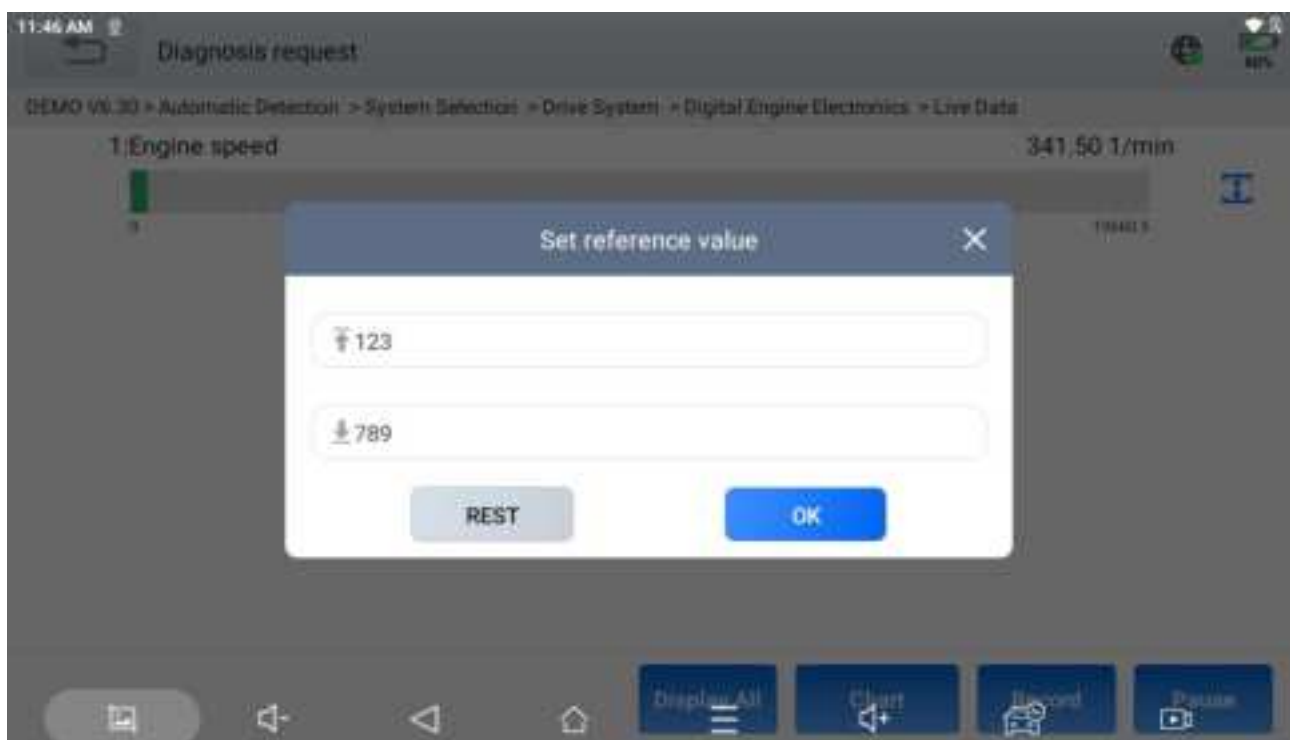 11:46 AM
Diagnosis request
80%
DEMO V6.30 > Automatic Detection > System Selection > Drive System > Digital Engine Electronics > Live Data
1:Engine speed 341.50 1/min
0
Set reference value
123
789
REST OK
Display All Chart Record Pause